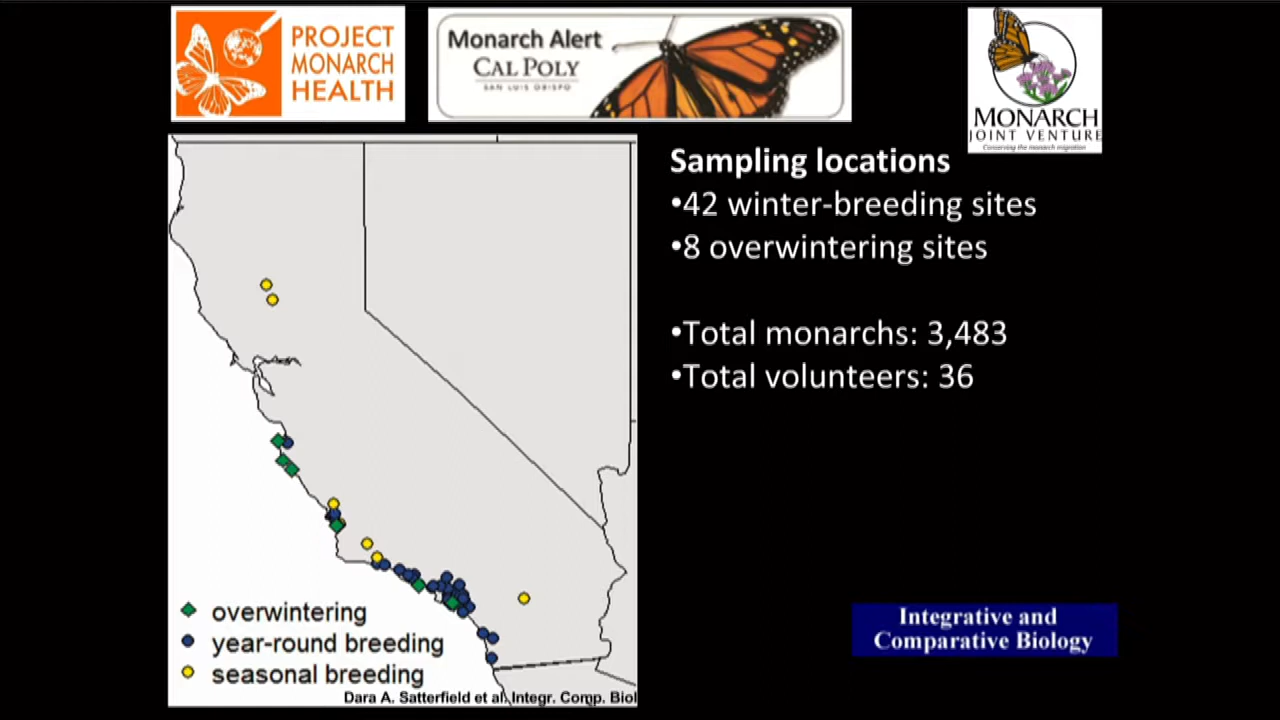 PROJECT
MONARCH
HEALTH
Monarch Alert
CAL POLY
SAN LUIS OBISPO
MONARCH
JOINT VENTURE
Conserving the monarch migration
Sampling locations
•42 winter-breeding sites
•8 overwintering sites
•Total monarchs: 3,483
•Total volunteers: 36
overwintering
year-round breeding
seasonal breeding
Dara A. Satterfield et al. Integr. Comp. Biol
Integrative and
Comparative Biology